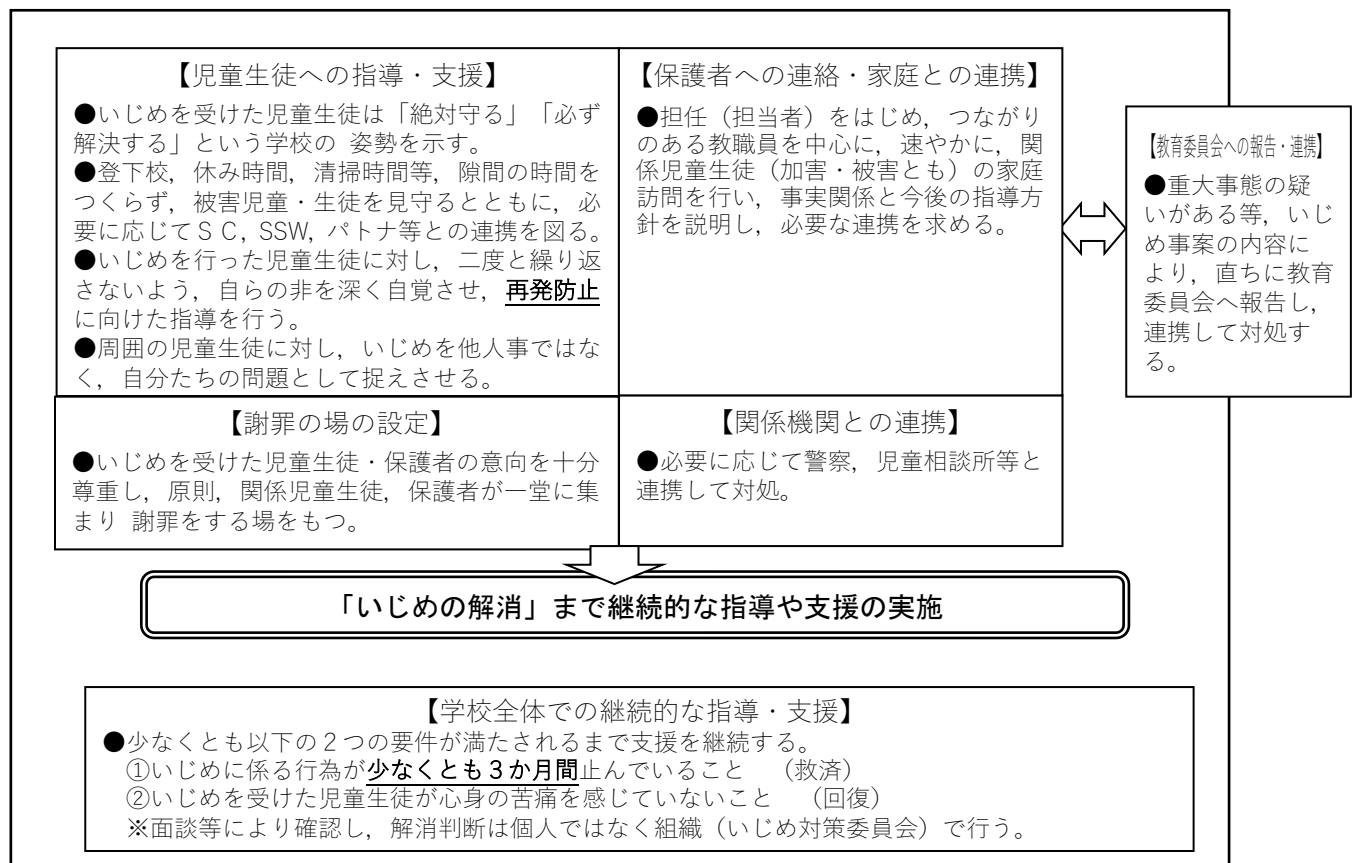 【児童生徒への指導・支援】
●いじめを受けた児童生徒は「絶対守る」「必ず
解決する」という学校の 姿勢を示す。
●登下校，休み時間，清掃時間等，隙間の時間を
つくらず，被害児童・生徒を見守るとともに，必
要に応じてＳＣ，SSW，パトナ等との連携を図る。
●いじめを行った児童生徒に対し，二度と繰り返
さないよう，自らの非を深く自覚させ，再発防止
に向けた指導を行う。
●周囲の児童生徒に対し，いじめを他人事ではな
く，自分たちの問題として捉えさせる。
【保護者への連絡・家庭との連携】
●担任（担当者）をはじめ，つながり
のある教職員を中心に，速やかに，関
係児童生徒（加害・被害とも）の家庭
訪問を行い，事実関係と今後の指導方
針を説明し，必要な連携を求める。
【教育委員会への報告・連携】
●重大事態の疑
いがある等，いじ
め事案の内容に
より，直ちに教育
委員会へ報告し，
連携して対処す
る。
【謝罪の場の設定】
●いじめを受けた児童生徒・保護者の意向を十分
尊重し，原則，関係児童生徒，保護者が一堂に集
まり 謝罪をする場をもつ。
【関係機関との連携】
●必要に応じて警察，児童相談所等と
連携して対処。
「いじめの解消」まで継続的な指導や支援の実施
【学校全体での継続的な指導・支援】
●少なくとも以下の２つの要件が満たされるまで支援を継続する。
①いじめに係る行為が少なくとも３か月間止んでいること （救済）
②いじめを受けた児童生徒が心身の苦痛を感じていないこと （回復）
※面談等により確認し，解消判断は個人ではなく組織（いじめ対策委員会）で行う。